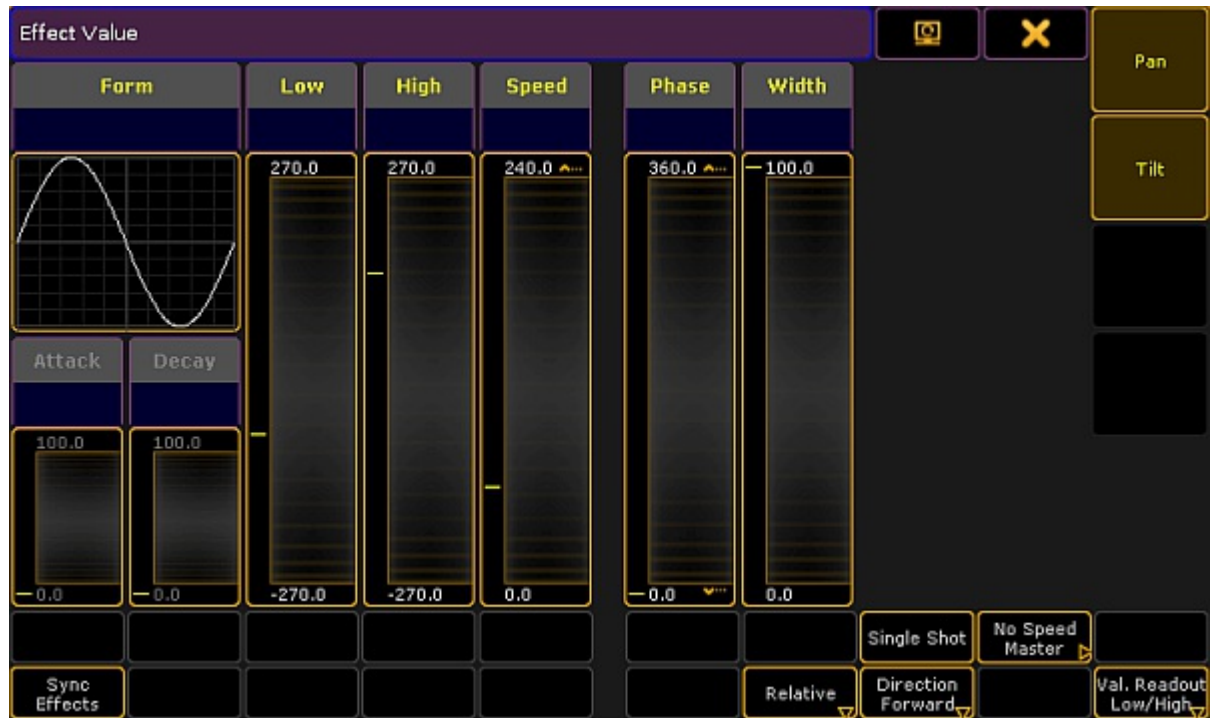 Effect Value
Pan
Form Low High Speed Phase Width
270.0 270.0 240.0 360.0 100.0
Tilt
Attack Decay
100.0 100.0
0.0 0.0 -270.0 -270.0 0.0 0.0 0.0
Single Shot
No Speed
Master
Sync
Effects
Relative
Direction
Forward
Val. Readout
Low/High